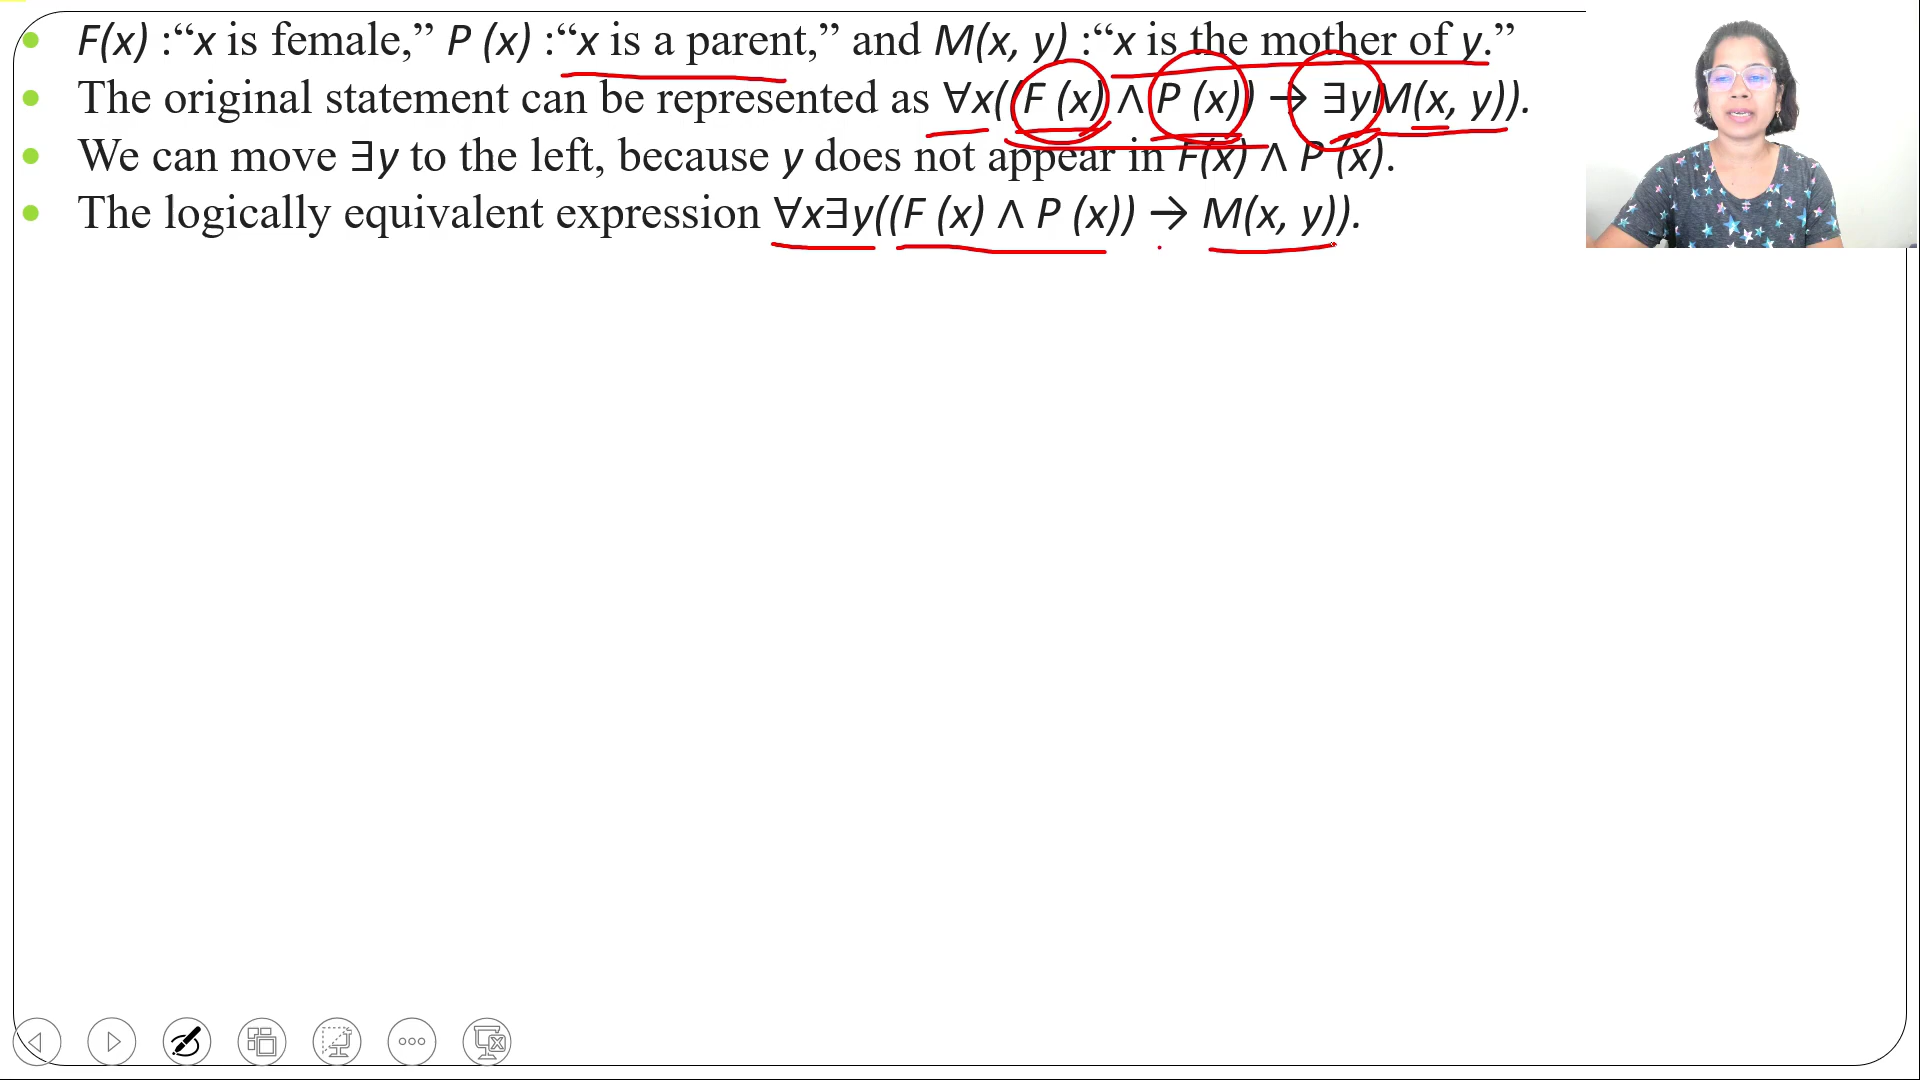 F(x) :“x is female,” P (x) :“x is a parent,” and M(x, y) :“x is the mother of y.”
The original statement can be represented as ∀x((F (x) ∧ P (x)) → ∃yM(x, y)).
We can move ∃y to the left, because y does not appear in F(x) ∧ P (x).
The logically equivalent expression ∀x∃y((F (x) ∧ P (x)) → M(x, y)).